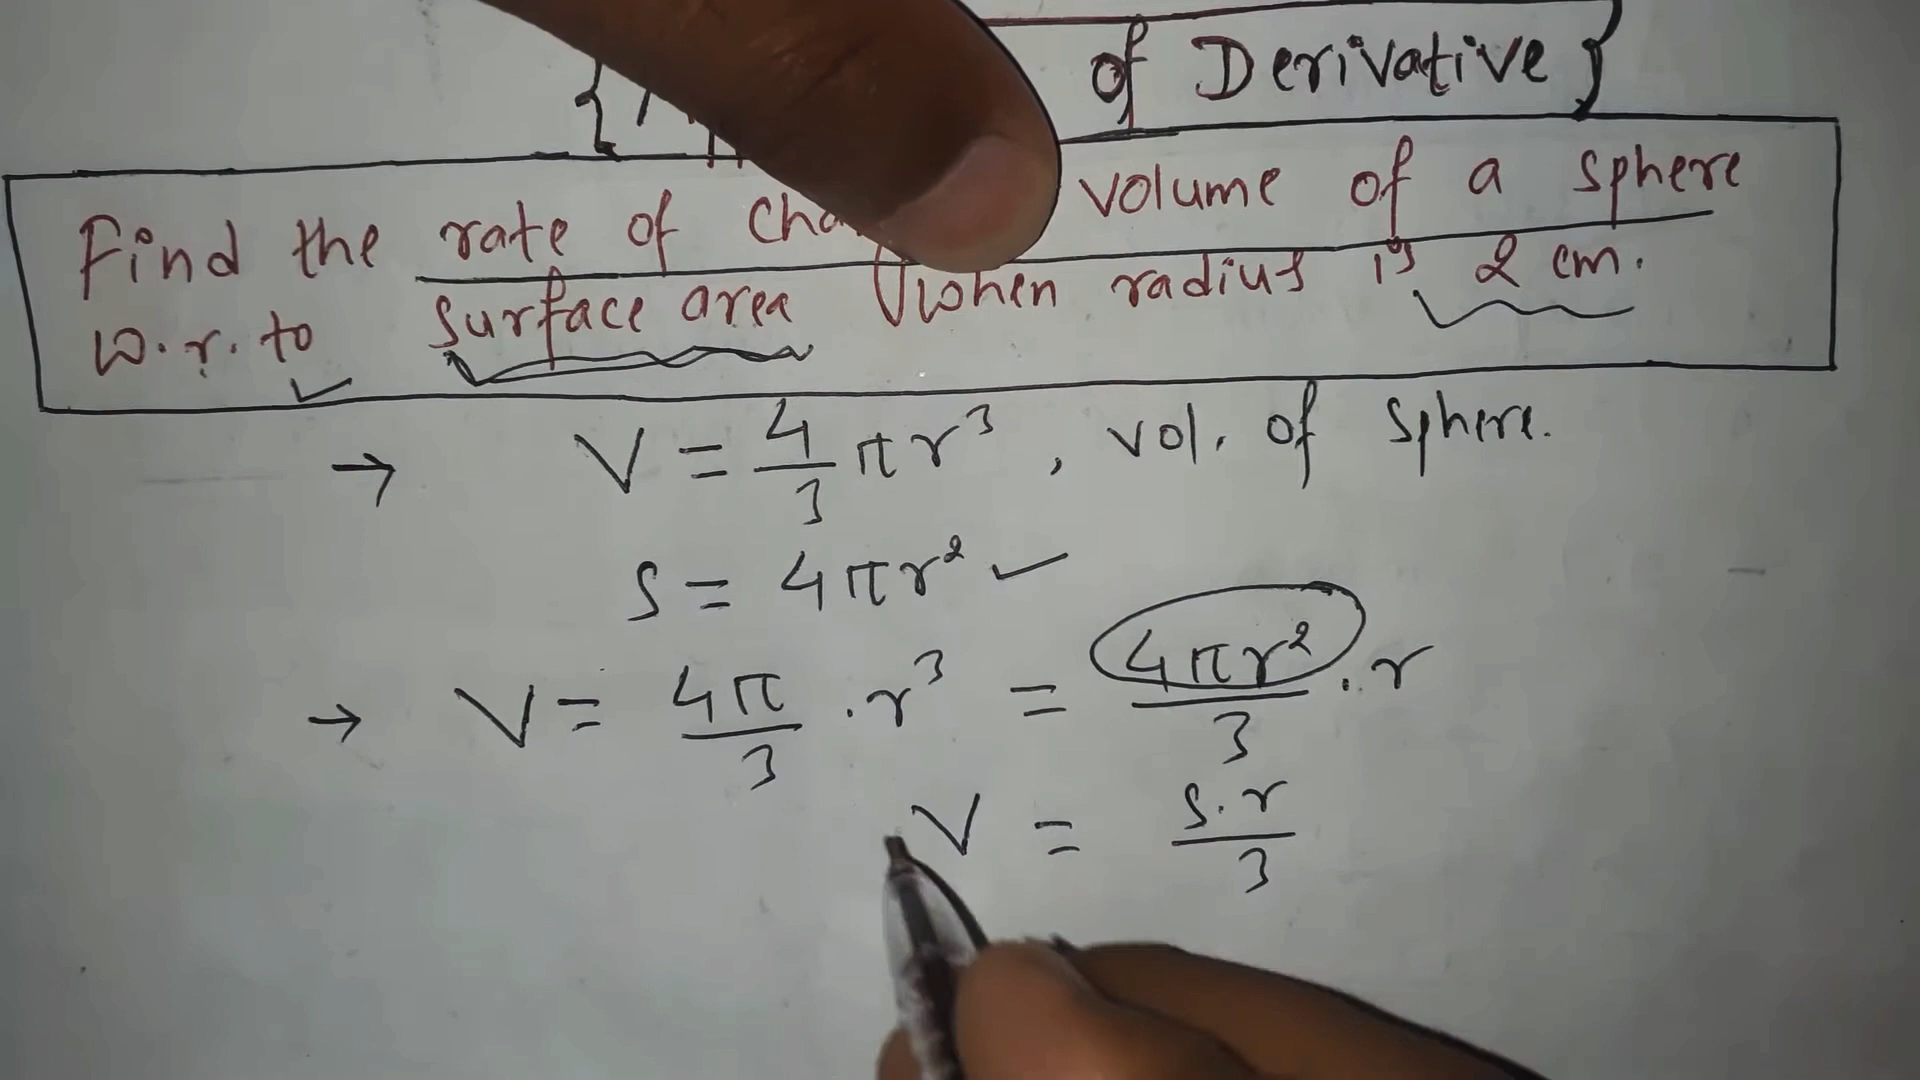 of Derivative}
Find the rate of cha volume of a sphere
w.r.to surface area when radius is 2 cm.
→ V = 4/3 πr³, vol. of sphere.
S = 4πr² ✓
→ V = 4π/3 · r³ = 4πr²/3 · r
V = S·r/3